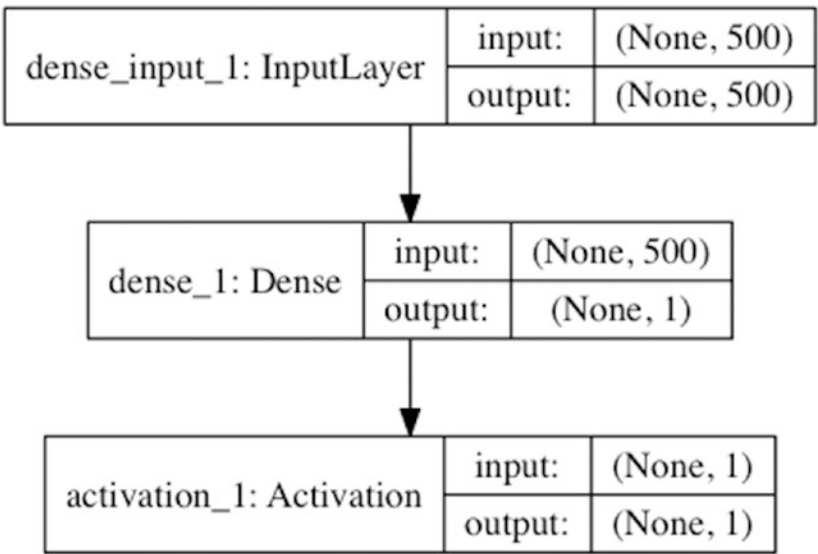 dense_input_1: InputLayer
input:
(None, 500)
output:
(None, 500)
dense_1: Dense
input:
(None, 500)
output:
(None, 1)
activation_1: Activation
input:
(None, 1)
output:
(None, 1)